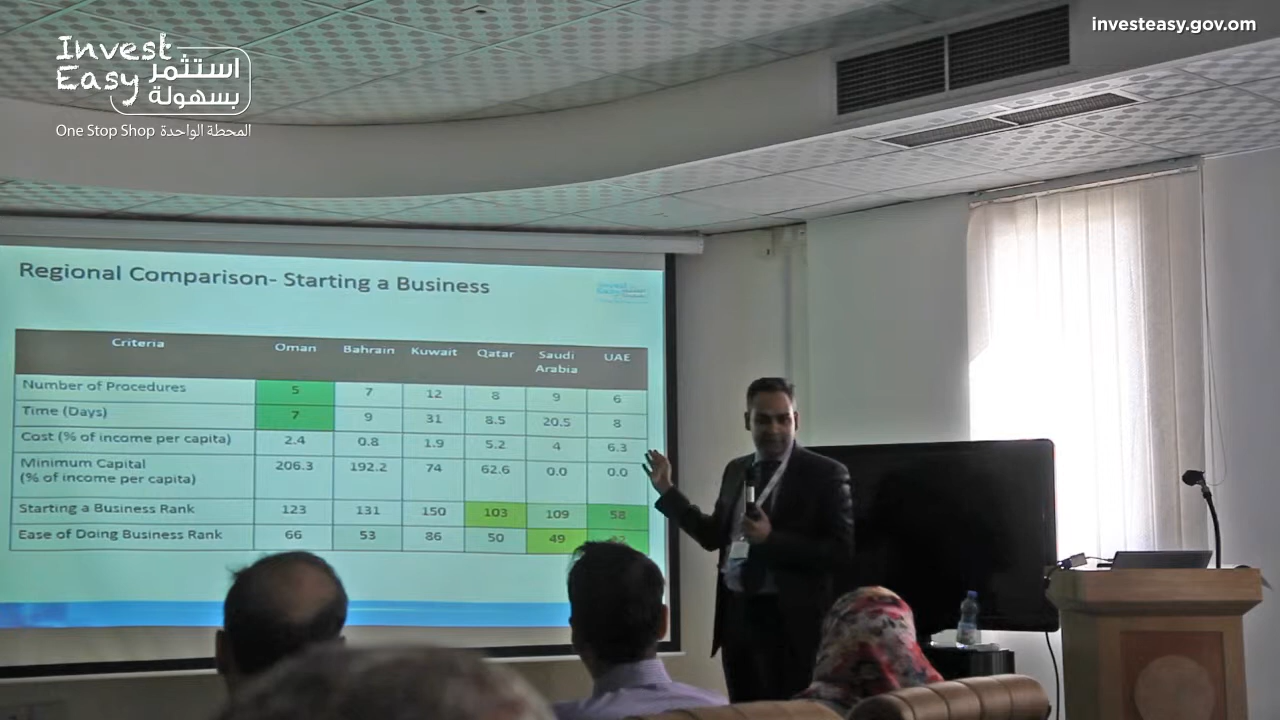 Invest
Easy
استثمر
بسهولة
One Stop Shop المحطة الواحدة
investeasy.gov.om
Regional Comparison- Starting a Business
Invest
Easy
Criteria Oman Bahrain Kuwait Qatar Saudi Arabia UAE
Number of Procedures 5 7 12 8 9 6
Time (Days) 7 9 31 8.5 20.5 8
Cost (% of income per capita) 2.4 0.8 1.9 5.2 4 6.3
Minimum Capital
(% of income per capita) 206.3 192.2 74 62.6 0.0 0.0
Starting a Business Rank 123 131 150 103 109 58
Ease of Doing Business Rank 66 53 86 50 49